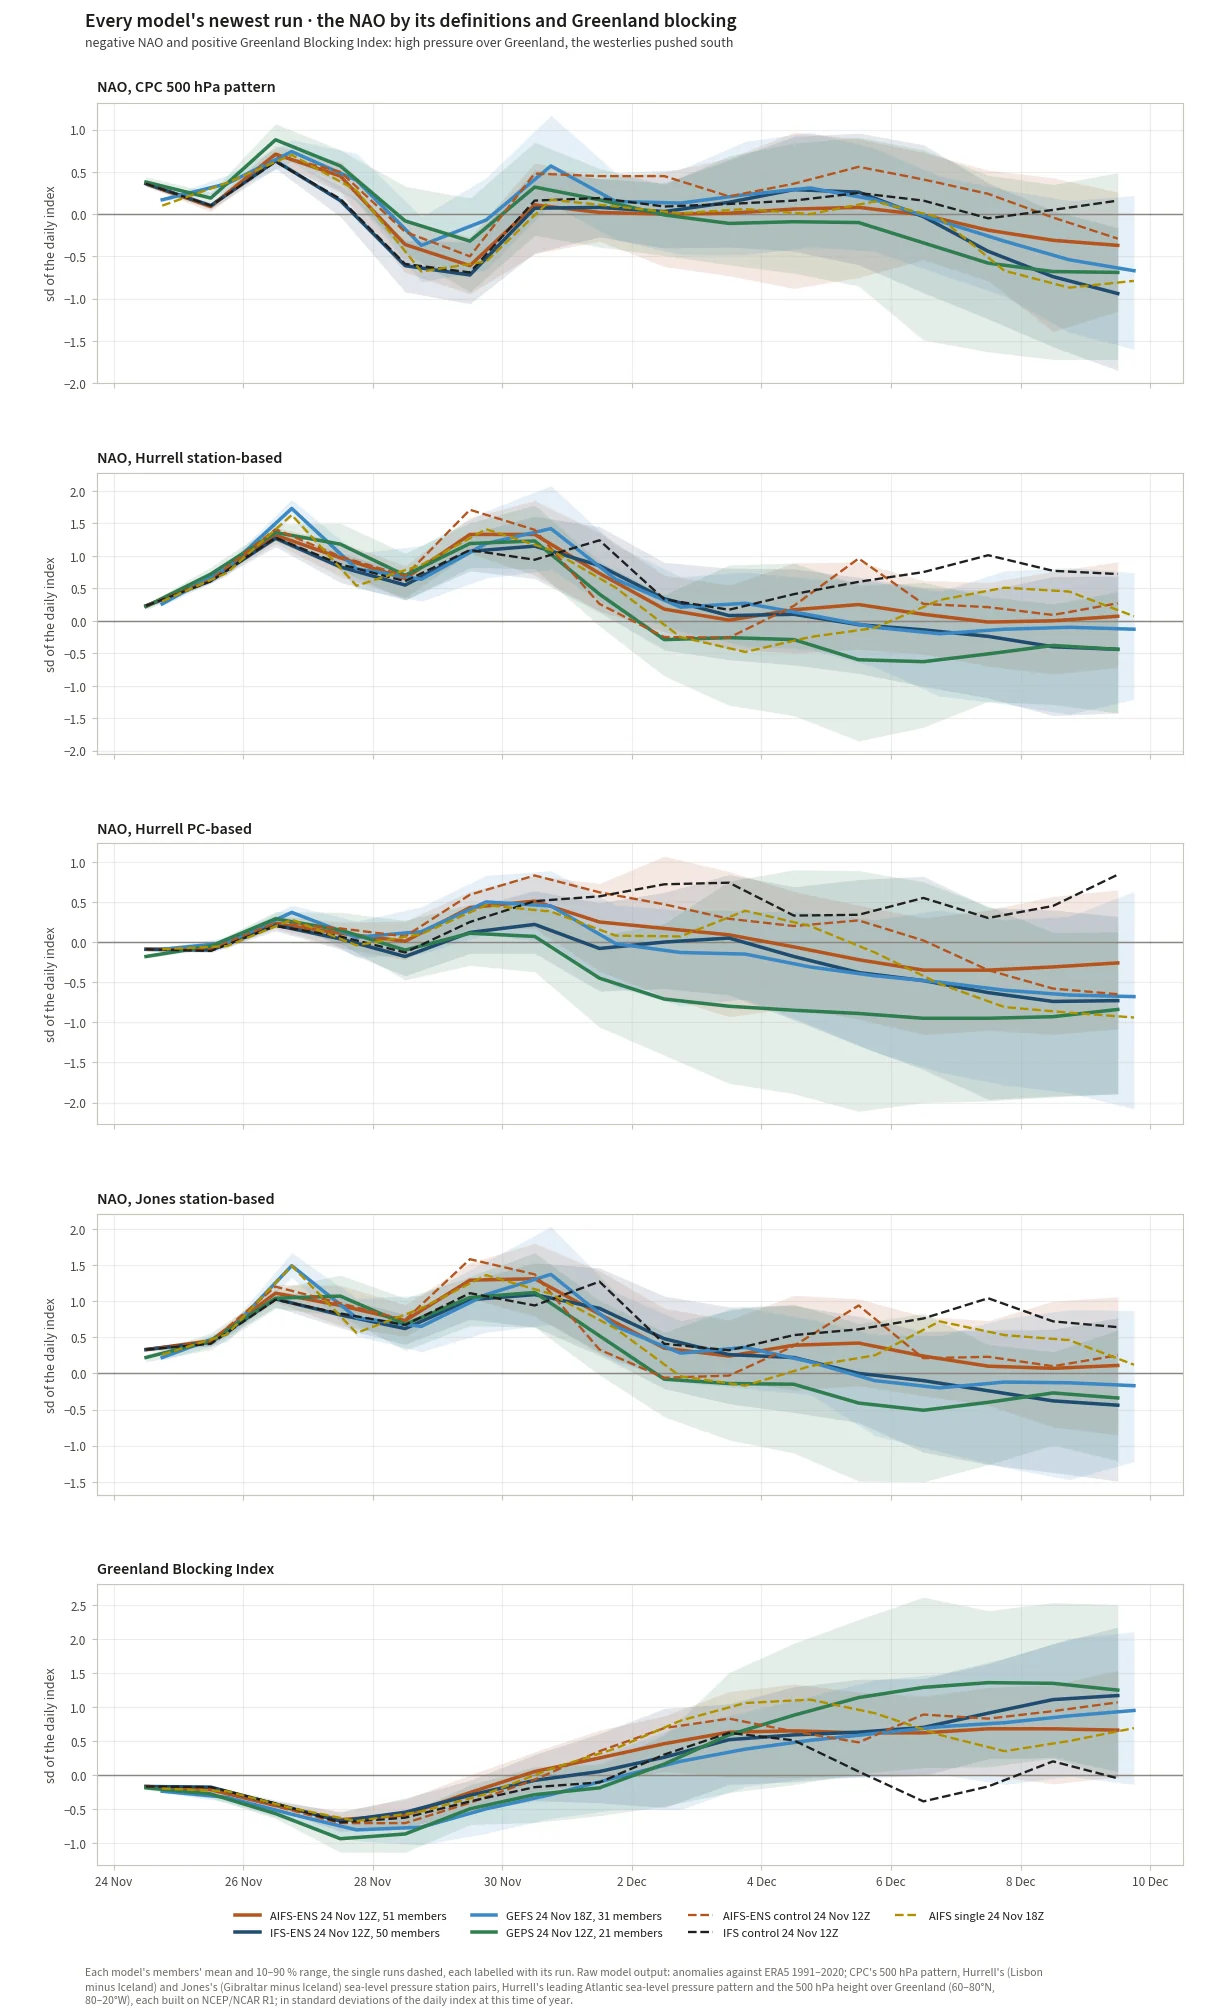 Every model's newest run · the NAO by its definitions and Greenland blocking
negative NAO and positive Greenland Blocking Index: high pressure over Greenland, the westerlies pushed south
NAO, CPC 500 hPa pattern
sd of the daily index
1.0
0.5
0.0
−0.5
−1.0
−1.5
−2.0
NAO, Hurrell station-based
sd of the daily index
2.0
1.5
1.0
0.5
0.0
−0.5
−1.0
−1.5
−2.0
NAO, Hurrell PC-based
sd of the daily index
1.0
0.5
0.0
−0.5
−1.0
−1.5
−2.0
NAO, Jones station-based
sd of the daily index
2.0
1.5
1.0
0.5
0.0
−0.5
−1.0
−1.5
Greenland Blocking Index
sd of the daily index
2.5
2.0
1.5
1.0
0.5
0.0
−0.5
−1.0
24 Nov 26 Nov 28 Nov 30 Nov 2 Dec 4 Dec 6 Dec 8 Dec 10 Dec
AIFS-ENS 24 Nov 12Z, 51 members GEFS 24 Nov 18Z, 31 members AIFS-ENS control 24 Nov 12Z AIFS single 24 Nov 18Z
IFS-ENS 24 Nov 12Z, 50 members GEPS 24 Nov 12Z, 21 members IFS control 24 Nov 12Z
Each model's members' mean and 10–90 % range, the single runs dashed, each labelled with its run. Raw model output: anomalies against ERA5 1991–2020; CPC's 500 hPa pattern, Hurrell's (Lisbon
minus Iceland) and Jones's (Gibraltar minus Iceland) sea-level pressure station pairs, Hurrell's leading Atlantic sea-level pressure pattern and the 500 hPa height over Greenland (60–80°N,
80–20°W), each built on NCEP/NCAR R1; in standard deviations of the daily index at this time of year.